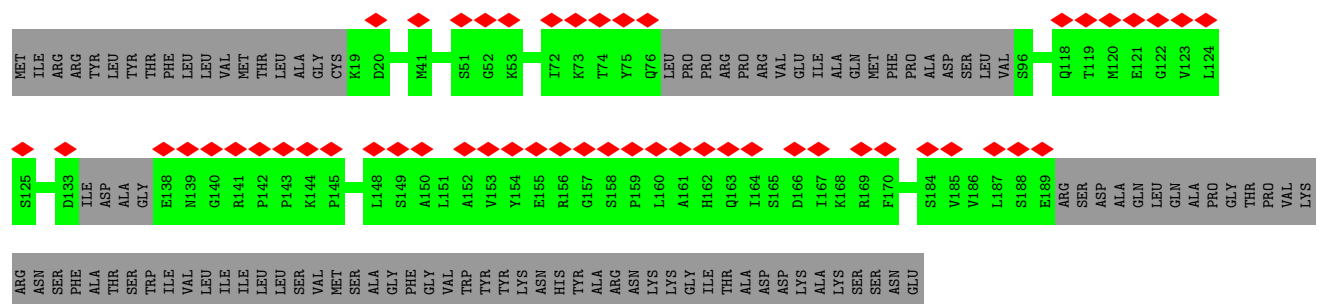 MET ILE ARG ARG TYR LEU LEU TYR THR PHE LEU LEU VAL MET THR LEU ALA GLY CYS K19 D20 M41 S51 G52 K53 I72 K73 T74 Y75 Q76 LEU PRO PRO ARG PRO ARG VAL GLU ILE ALA GLN MET PHE PRO ALA ASP SER LEU VAL S96 Q118 T119 M120 E121 G122 V123 L124
S125 D133 ILE ASP ALA GLY E138 N139 G140 R141 P142 P143 K144 P145 L148 S149 A150 L151 A152 V153 Y154 E155 R156 G157 S158 P159 L160 A161 H162 Q163 I164 S165 D166 I167 K168 R169 F170 S184 V185 V186 L187 S188 E189 ARG SER ASP ALA GLN LEU GLN ALA PRO GLY THR PRO VAL LYS
ARG ASN SER PHE ALA THR SER TRP ILE VAL LEU ILE ILE LEU LEU SER VAL MET SER ALA GLY PHE GLY VAL TRP TYR TYR LYS ASN HIS TYR ALA ARG ASN LYS LYS GLY ILE THR ALA ASP ASP LYS ALA LYS SER SER ASN GLU